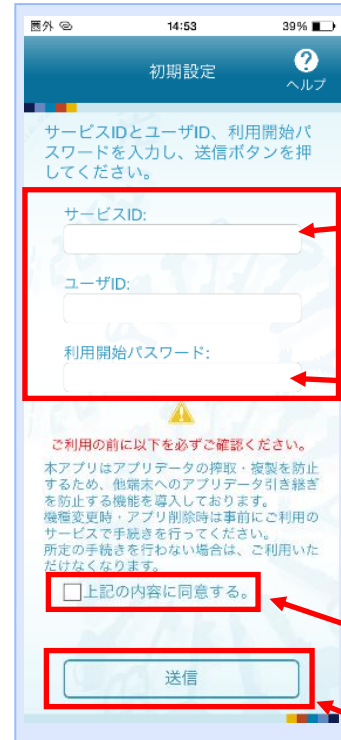 圏外 14:53 39%
初期設定
?
ヘルプ
サービスIDとユーザID、利用開始パ
スワードを入力し、送信ボタンを押
してください。
サービスID:
ユーザID:
利用開始パスワード:
ご利用の前に以下を必ずご確認ください。
本アプリはアプリデータの搾取・複製を防止
するため、他端末へのアプリデータ引き継ぎ
を防止する機能を導入しております。
機種変更時・アプリ削除時は事前にご利用の
サービスで手続きを行ってください。
所定の手続きを行わない場合は、ご利用いた
だけなくなります。
上記の内容に同意する。
送信